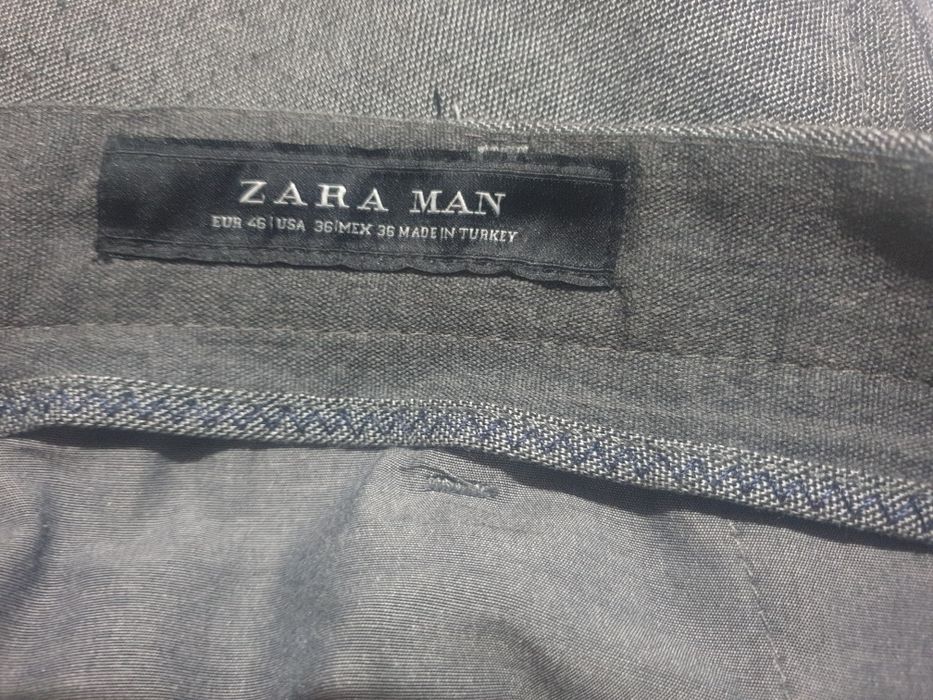 ZARA MAN
EUR 46|USA 36|MEX 36 MADE IN TURKEY